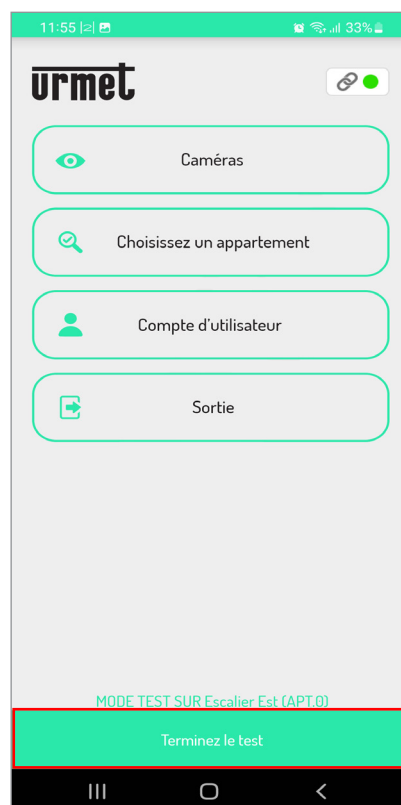 11:55 |2| 33%
urmet
Caméras
Choisissez un appartement
Compte d'utilisateur
Sortie
MODE TEST SUR Escalier Est (APT.0)
Terminez le test